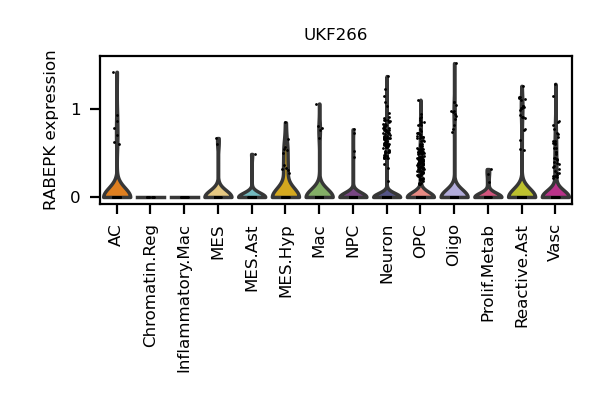 UKF266
RABEPK expression
1
0
AC
Chromatin.Reg
Inflammatory.Mac
MES
MES.Ast
MES.Hyp
Mac
NPC
Neuron
OPC
Oligo
Prolif.Metab
Reactive.Ast
Vasc